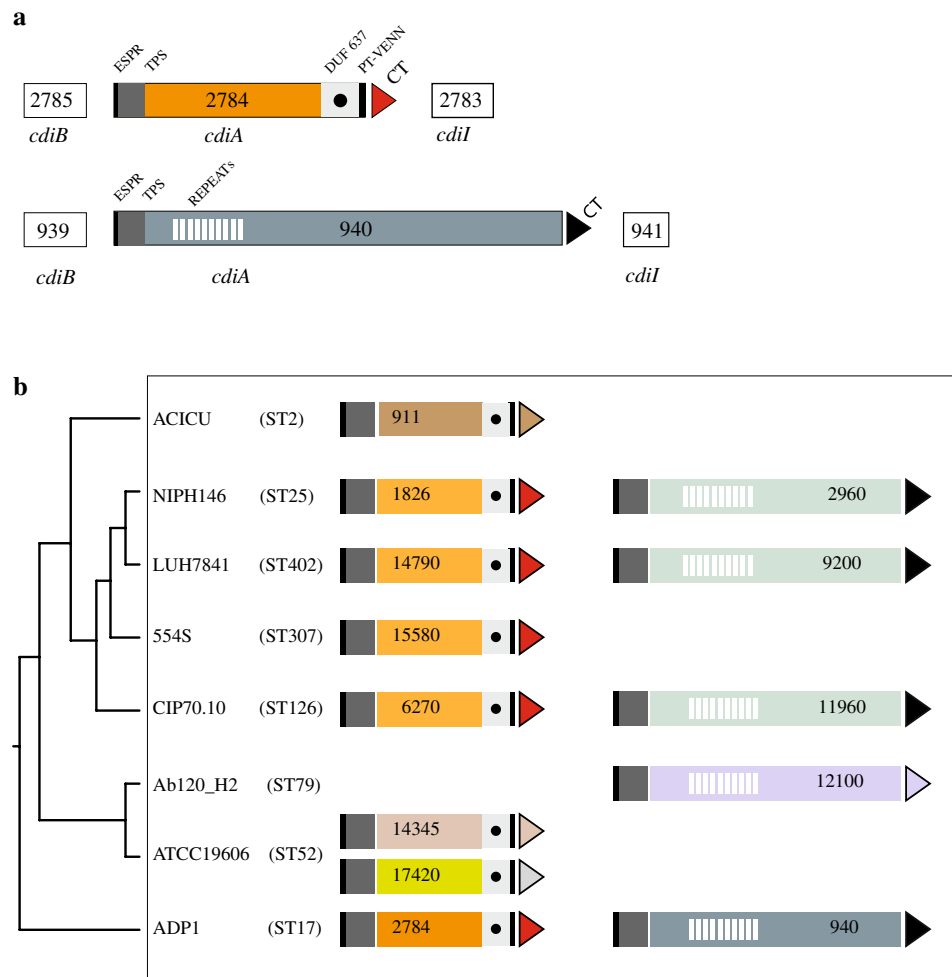 a
ESPR TPS DUF 637 PT-VENN CT
2785 2784 2783
cdiB cdiA cdiI
ESPR TPS REPEATs CT
939 940 941
cdiB cdiA cdiI
b
ACICU (ST2) 911
NIPH146 (ST25) 1826 2960
LUH7841 (ST402) 14790 9200
554S (ST307) 15580
CIP70.10 (ST126) 6270 11960
Ab120_H2 (ST79) 12100
14345
ATCC19606 (ST52)
17420
ADP1 (ST17) 2784 940